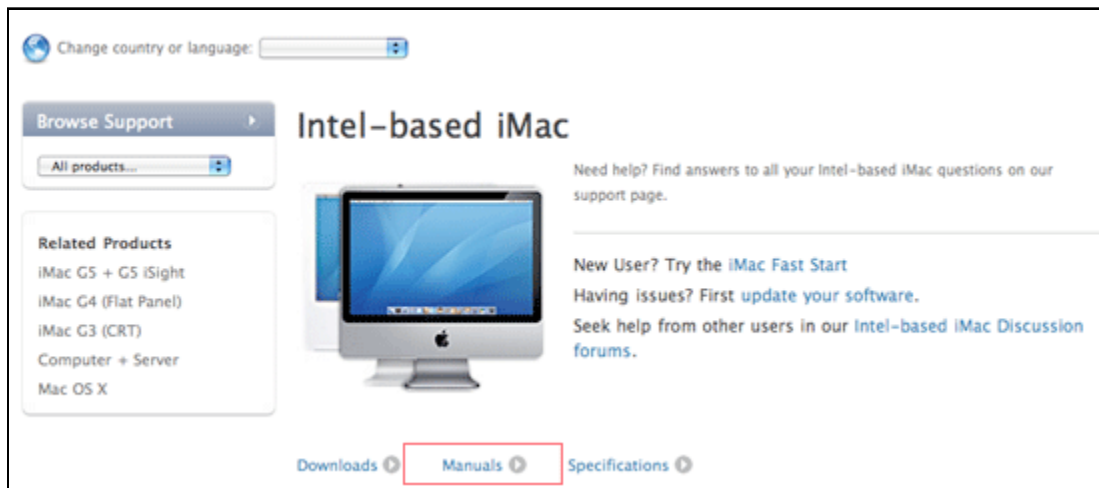 Change country or language:
Browse Support
All products...
Related Products
iMac G5 + G5 iSight
iMac G4 (Flat Panel)
iMac G3 (CRT)
Computer + Server
Mac OS X
Intel-based iMac
Need help? Find answers to all your Intel-based iMac questions on our
support page.
New User? Try the iMac Fast Start
Having issues? First update your software.
Seek help from other users in our Intel-based iMac Discussion
forums.
Downloads Manuals Specifications